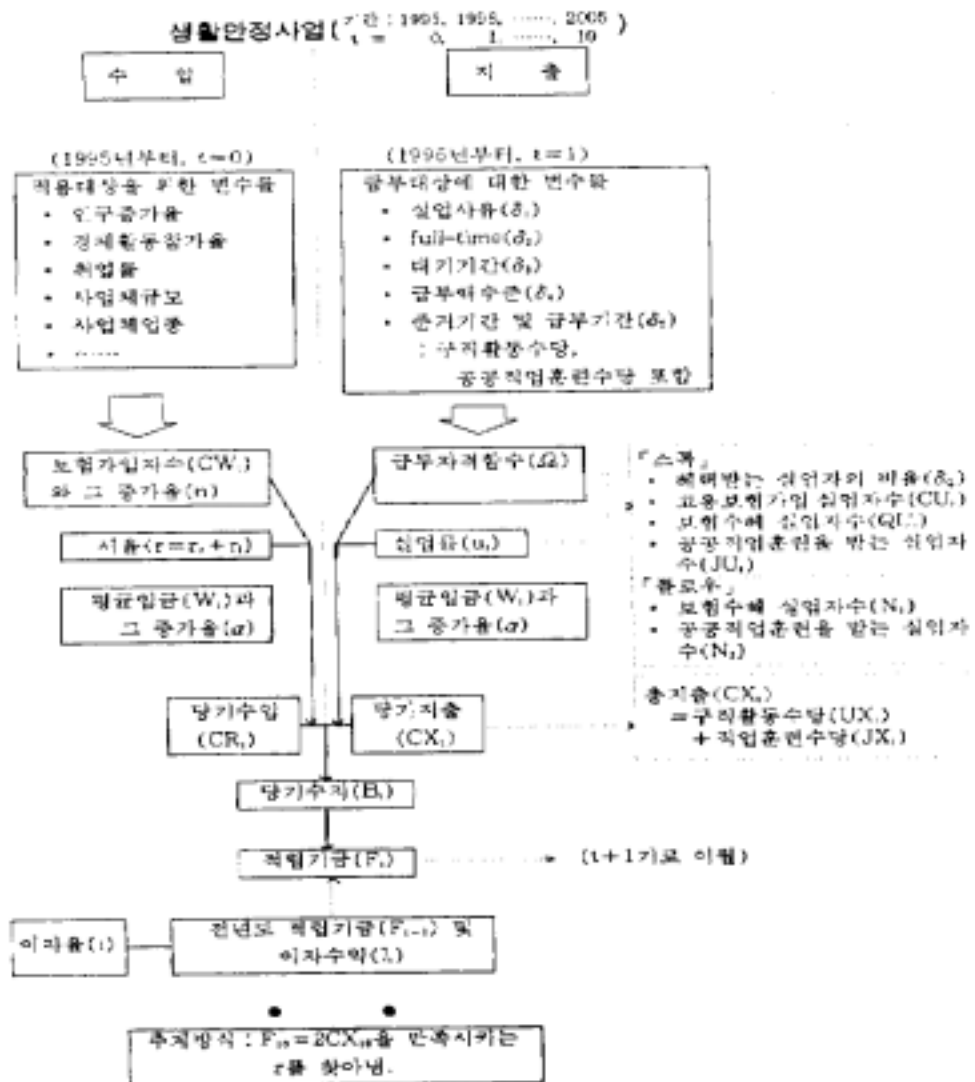 생활안정사업(기간 : 1995, 1996, ……, 2005
t = 0, 1, ……, 10)
수 입
지 출
(1995년부터, t=0)
적용대상을 위한 변수들
• 인구증가율
• 경제활동참가율
• 취업률
• 사업체규모
• 사업체업종
• ……
(1996년부터, t=1)
급부대상에 대한 변수들
• 실업사유(δ₁)
• full-time(δ₂)
• 대기기간(δ₃)
• 급부액수준(δ₄)
• 준거기간 및 급부기간(δ₅)
: 구직활동수당,
공공직업훈련수당 포함
보험가입자수(CWₜ)
와 그 증가율(n)
급부자격함수(Ω)
「스톡」
• 혜택받는 실업자의 비율
• 고용보험가입 실업자수(CUₜ)
• 보험수혜 실업자수
• 공공직업훈련을 받는 실업자
수(JUₜ)
「플로우」
• 보험수혜 실업자수(N₁)
• 공공직업훈련을 받는 실업자
수(N₂)
실업률(uₜ)
평균임금(Wₜ)과
그 증가율(α)
평균임금(Wₜ)과
그 증가율(α)
당기수입
(CRₜ)
당기지출
(CXₜ)
총지출(CXₜ)
=구직활동수당(UXₜ)
+직업훈련수당(JXₜ)
당기수지(Bₜ)
적립기금(Fₜ)
(t+1기로 이월)
이자율(i)
전년도 적립기금(Fₜ₋₁) 및
이자수익(Iₜ)
추계방식 : F₁₀=2CX₁₀을 만족시키는
r를 찾아냄.